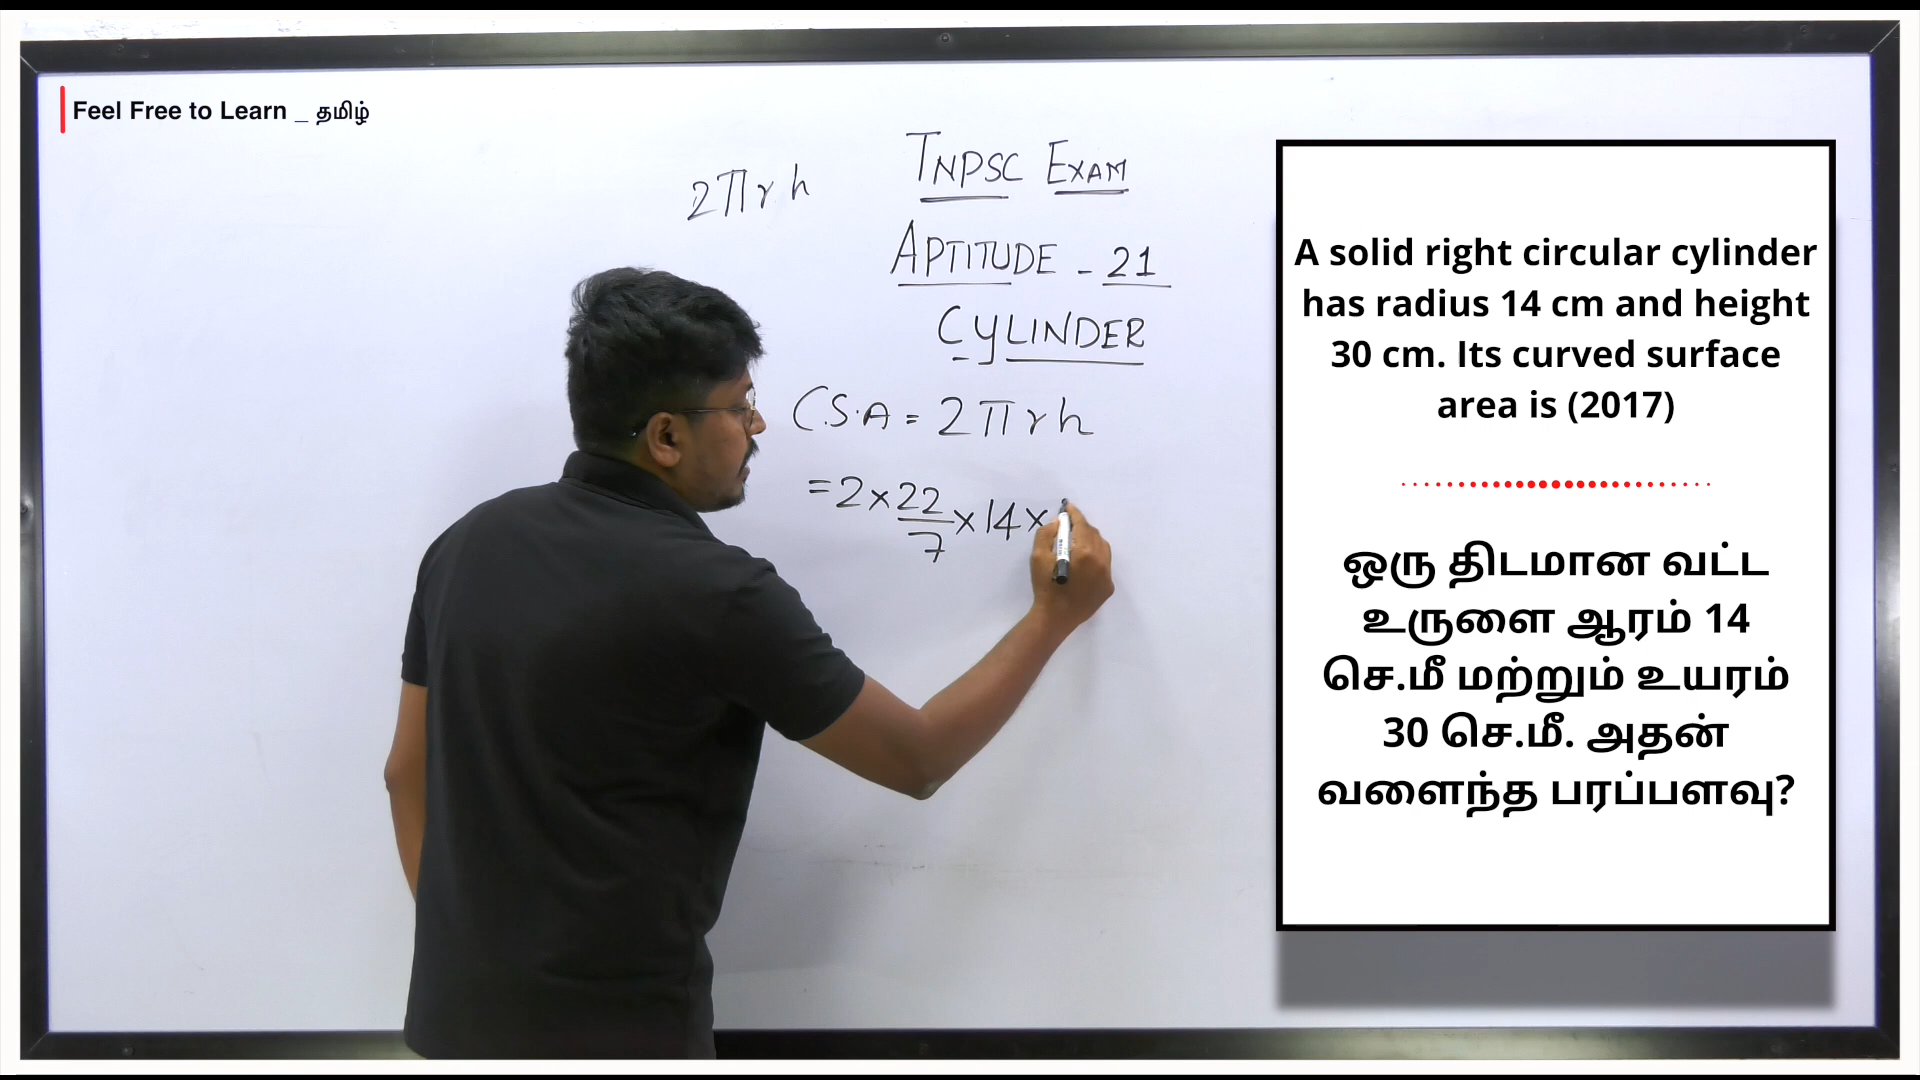 Feel Free to Learn _ தமிழ்
2πrh
TNPSC EXAM
APTITUDE - 21
CYLINDER
C.S.A = 2πrh
= 2 × 22/7 × 14 ×
A solid right circular cylinder
has radius 14 cm and height
30 cm. Its curved surface
area is (2017)
ஒரு திடமான வட்ட
உருளை ஆரம் 14
செ.மீ மற்றும் உயரம்
30 செ.மீ. அதன்
வளைந்த பரப்பளவு?